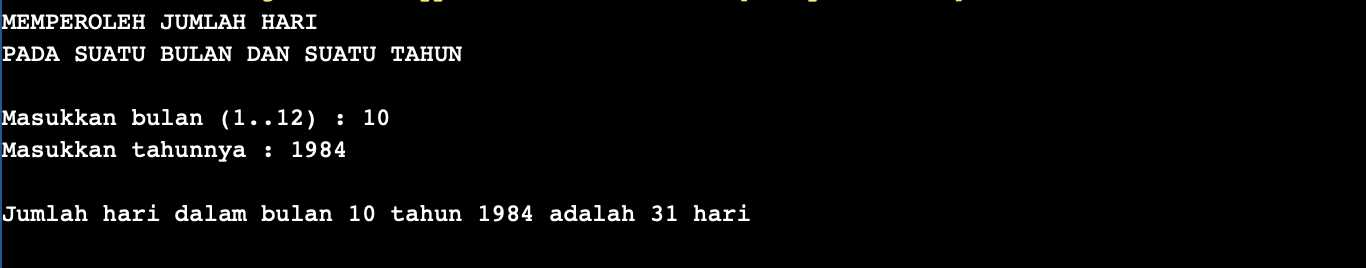 MEMPEROLEH JUMLAH HARI
PADA SUATU BULAN DAN SUATU TAHUN
Masukkan bulan (1..12) : 10
Masukkan tahunnya : 1984
Jumlah hari dalam bulan 10 tahun 1984 adalah 31 hari